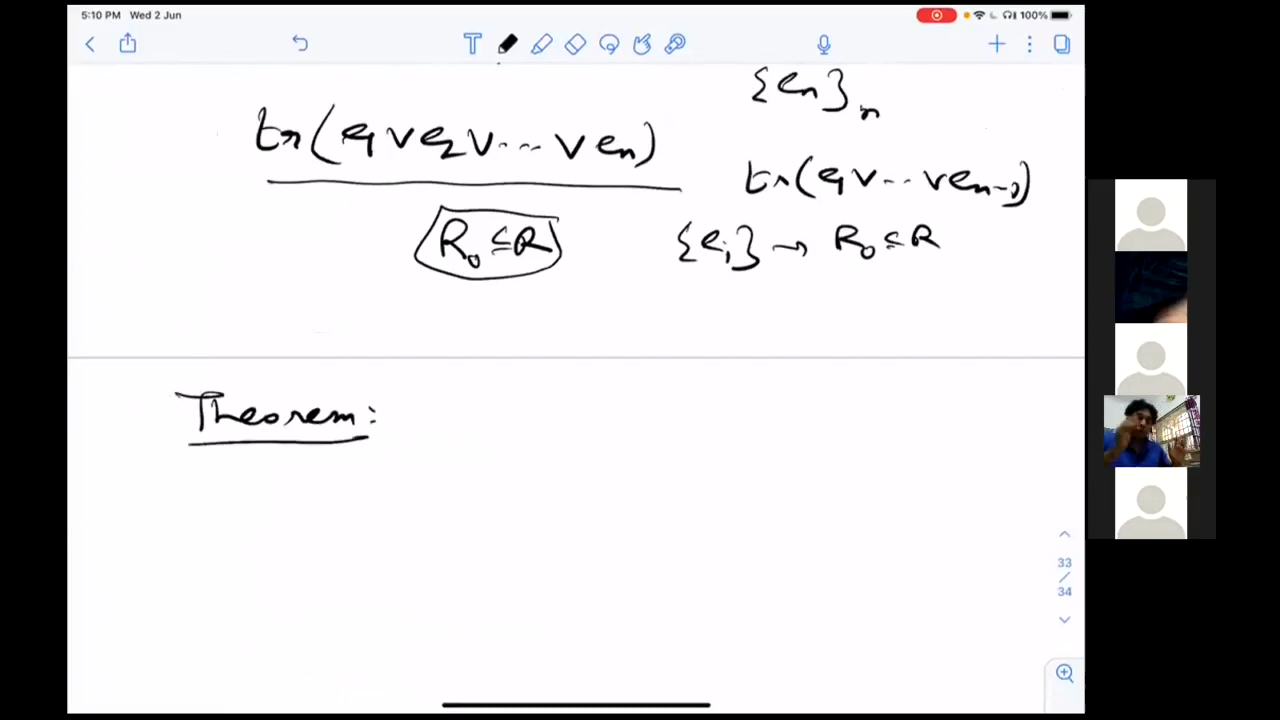 5:10 PM Wed 2 Jun
100%
{en}n
tr(e1 ∨ e2 ∨ ... ∨ en)
tr(e1 ∨ ... ∨ en-1)
R0 ⊆ R
{ei} → R0 ⊆ R
Theorem:
33
/
34